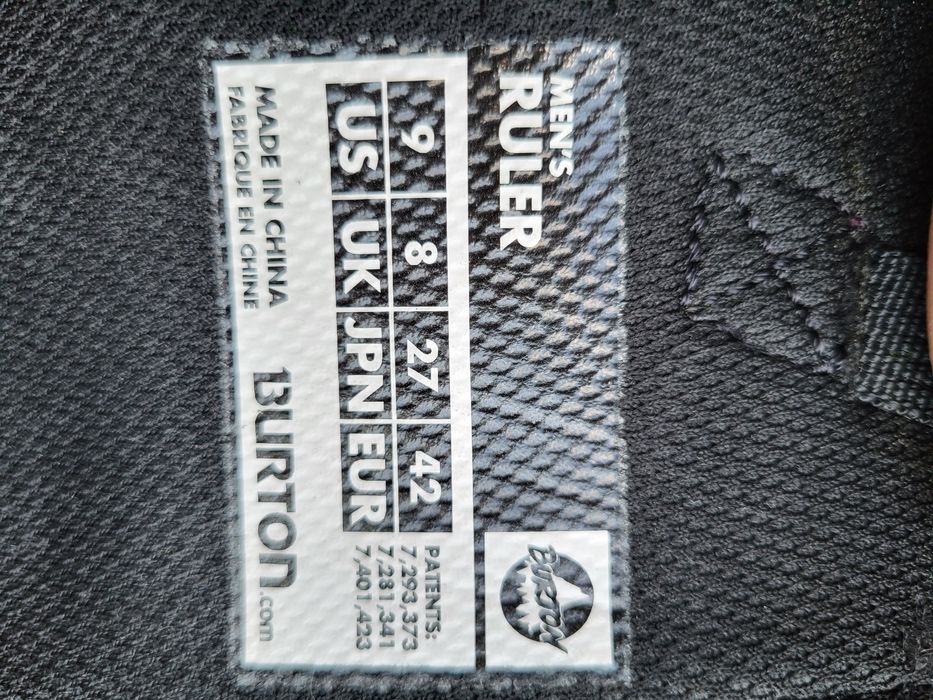 MEN'S
RULER
BURTON
9 8 27 42
US UK JPN EUR
PATENTS:
7,293,373
7,281,341
7,401,423
MADE IN CHINA
FABRIQUE EN CHINE
BURTON.com